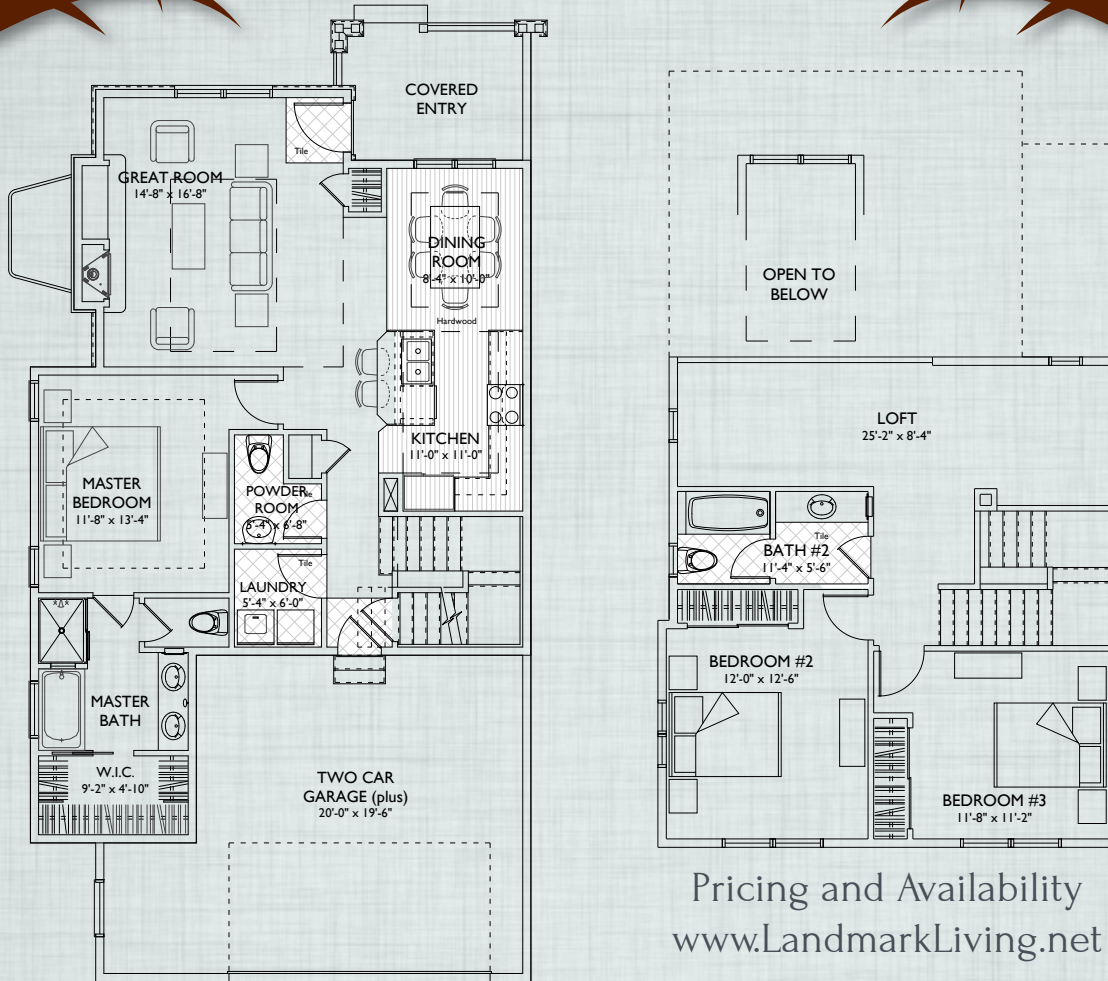 COVERED
ENTRY
Tile
GREAT ROOM
14'-8" x 16'-8"
DINING
ROOM
8'-4" x 10'-0"
Hardwood
KITCHEN
11'-0" x 11'-0"
MASTER
BEDROOM
11'-8" x 13'-4"
POWDER
ROOM
5'-4" x 6'-8"
Tile
Tile
LAUNDRY
5'-4" x 6'-0"
MASTER
BATH
W.I.C.
9'-2" x 4'-10"
TWO CAR
GARAGE (plus)
20'-0" x 19'-6"
OPEN TO
BELOW
LOFT
25'-2" x 8'-4"
Tile
BATH #2
11'-4" x 5'-6"
BEDROOM #2
12'-0" x 12'-6"
BEDROOM #3
11'-8" x 11'-2"
Pricing and Availability
www.LandmarkLiving.net